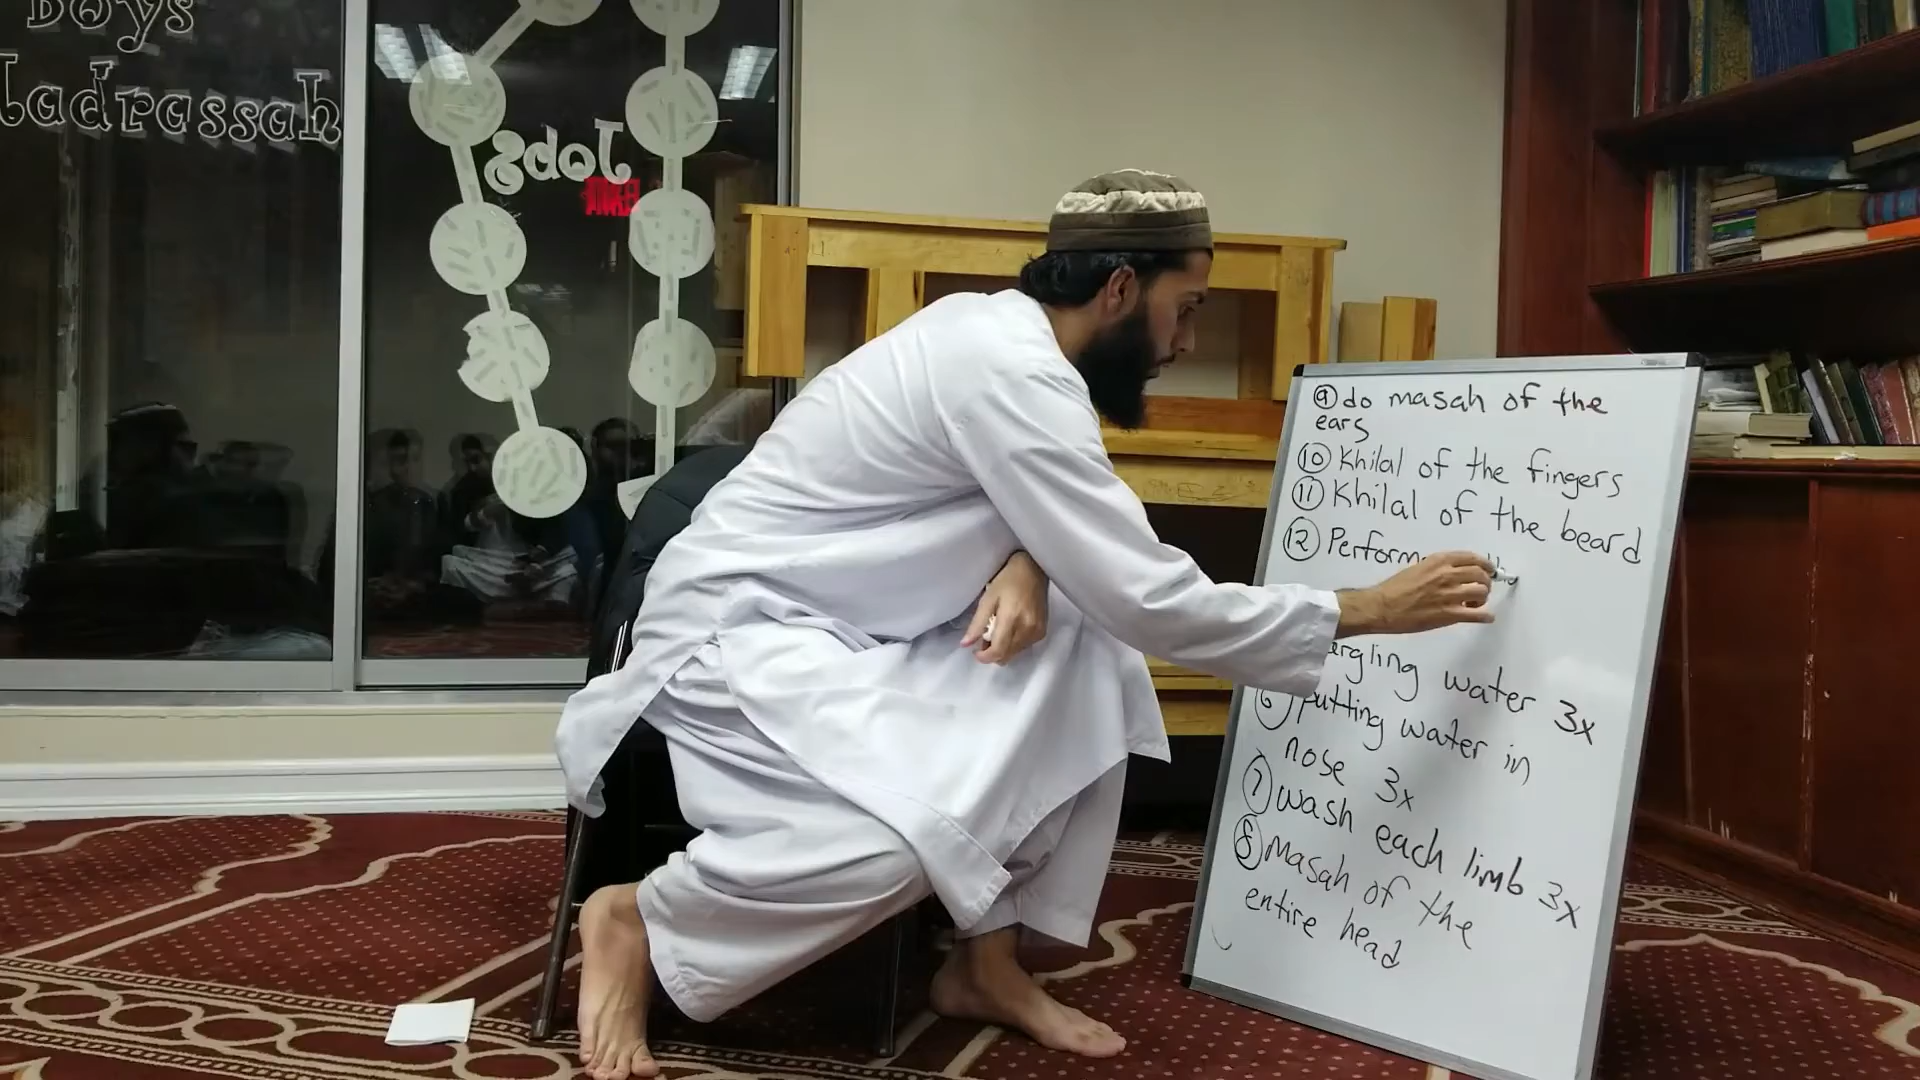 Boys
Madrassah
Jobs
⑨ do masah of the
ears
⑩ Khilal of the fingers
⑪ Khilal of the beard
⑫ Perform
gargling water 3x
⑥ putting water in
nose 3x
⑦ wash each limb 3x
⑧ masah of the
entire head